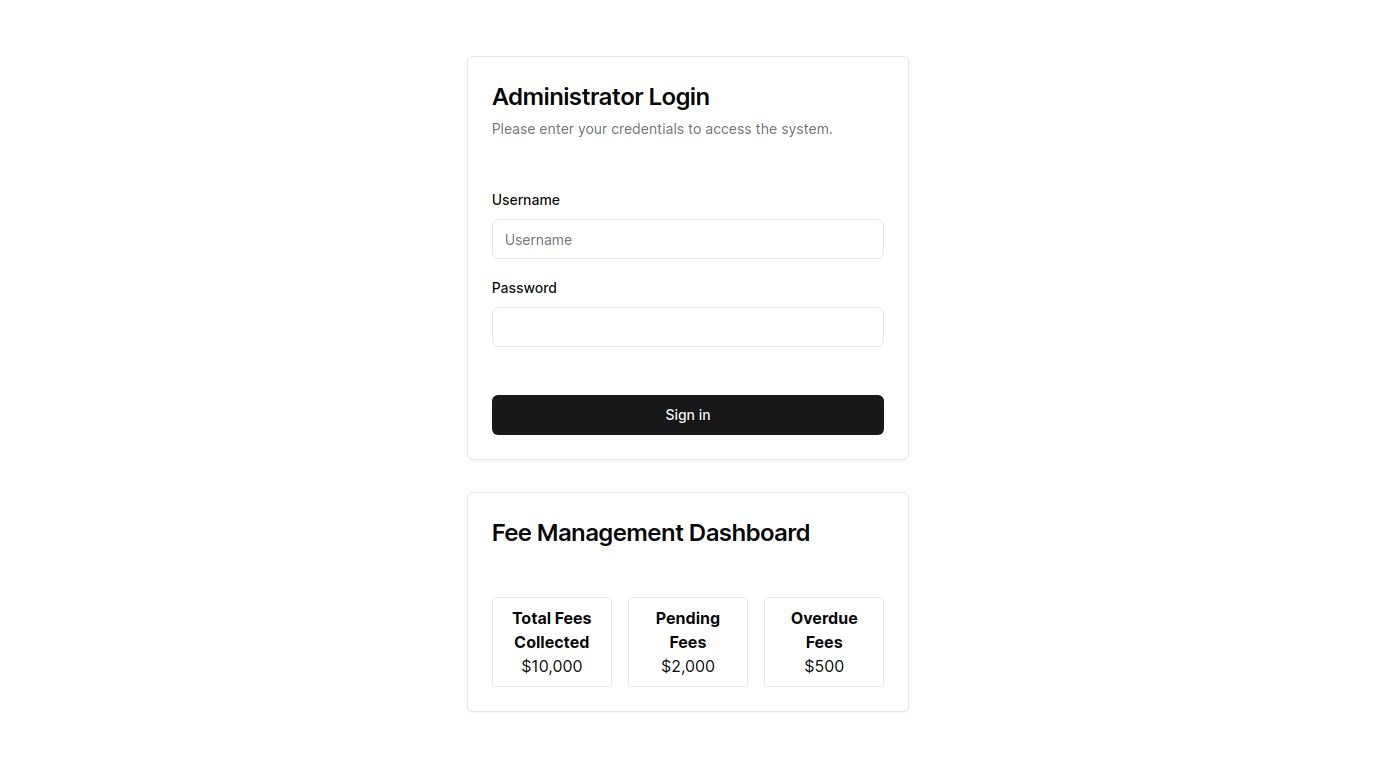 Administrator Login
Please enter your credentials to access the system.
Username
Username
Password
Sign in
Fee Management Dashboard
Total Fees
Collected
$10,000
Pending
Fees
$2,000
Overdue
Fees
$500